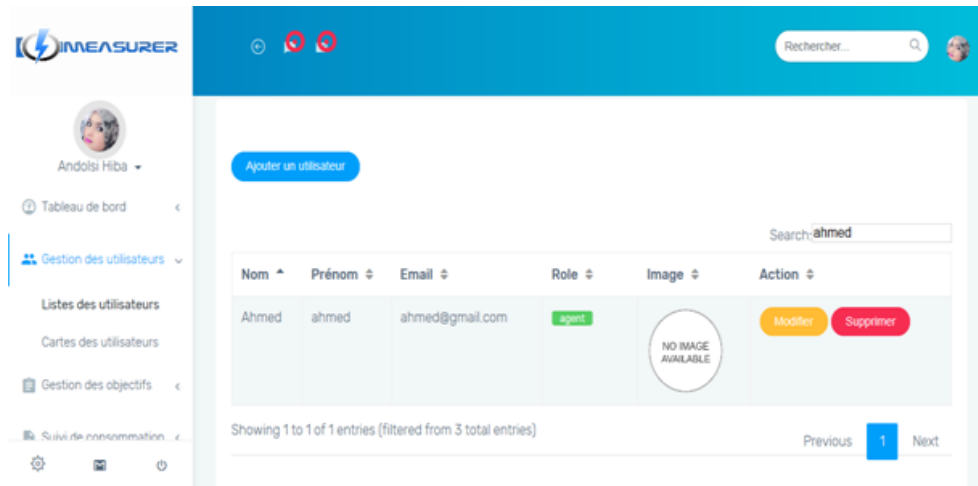 IMEASURER
Rechercher...
Andolsi Hiba
Tableau de bord
Gestion des utilisateurs
Listes des utilisateurs
Cartes des utilisateurs
Gestion des objectifs
Suivi de consommation
Ajouter un utilisateur
Search: ahmed
Nom Prénom Email Role Image Action
Ahmed ahmed ahmed@gmail.com agent NO IMAGE AVAILABLE Modifier Supprimer
Showing 1 to 1 of 1 entries (filtered from 3 total entries)
Previous 1 Next